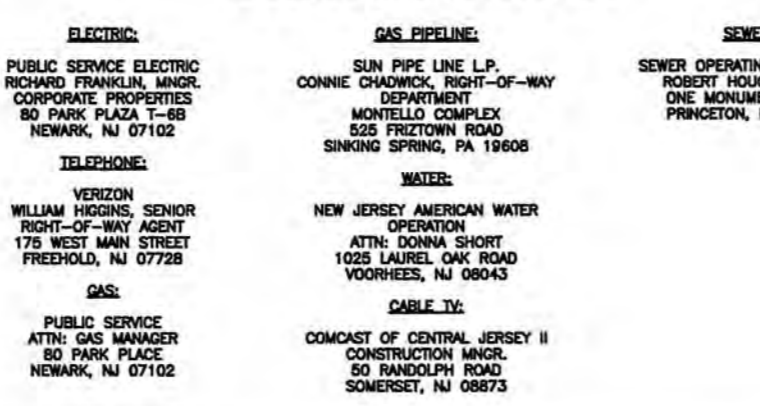 ELECTRIC:
PUBLIC SERVICE ELECTRIC
RICHARD FRANKLIN, MNGR.
CORPORATE PROPERTIES
80 PARK PLAZA T-6B
NEWARK, NJ 07102
TELEPHONE:
VERIZON
WILLIAM HIGGINS, SENIOR
RIGHT-OF-WAY AGENT
175 WEST MAIN STREET
FREEHOLD, NJ 07728
GAS:
PUBLIC SERVICE
ATTN: GAS MANAGER
80 PARK PLACE
NEWARK, NJ 07102
GAS PIPELINE:
SUN PIPE LINE L.P.
CONNIE CHADWICK, RIGHT-OF-WAY
DEPARTMENT
MONTELLO COMPLEX
525 FRIZTOWN ROAD
SINKING SPRING, PA 19608
WATER:
NEW JERSEY AMERICAN WATER
OPERATION
ATTN: DONNA SHORT
1025 LAUREL OAK ROAD
VOORHEES, NJ 08043
CABLE TV:
COMCAST OF CENTRAL JERSEY II
CONSTRUCTION MNGR.
50 RANDOLPH ROAD
SOMERSET, NJ 08873
SEWE
SEWER OPERATIN
ROBERT HOU
ONE MONUME
PRINCETON,